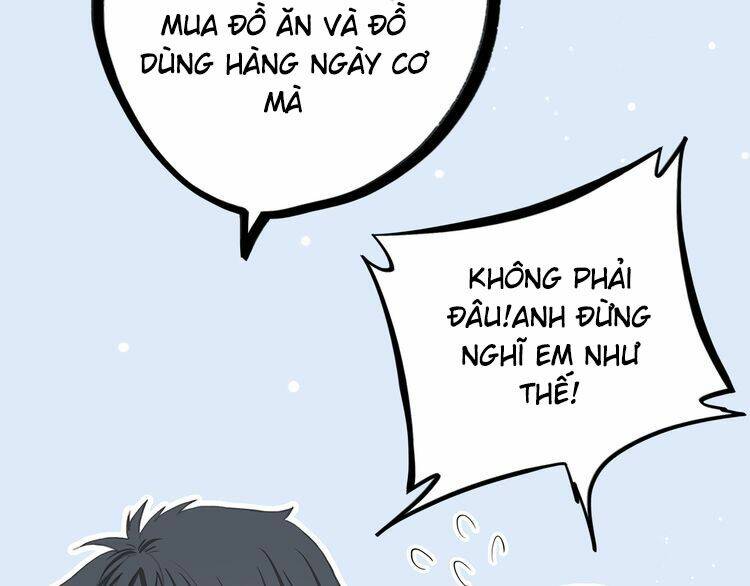 MUA ĐỒ ĂN VÀ ĐỒ
DÙNG HÀNG NGÀY CƠ
MÀ
KHÔNG PHẢI
ĐÂU!ANH ĐỪNG
NGHĨ EM NHƯ
THẾ!